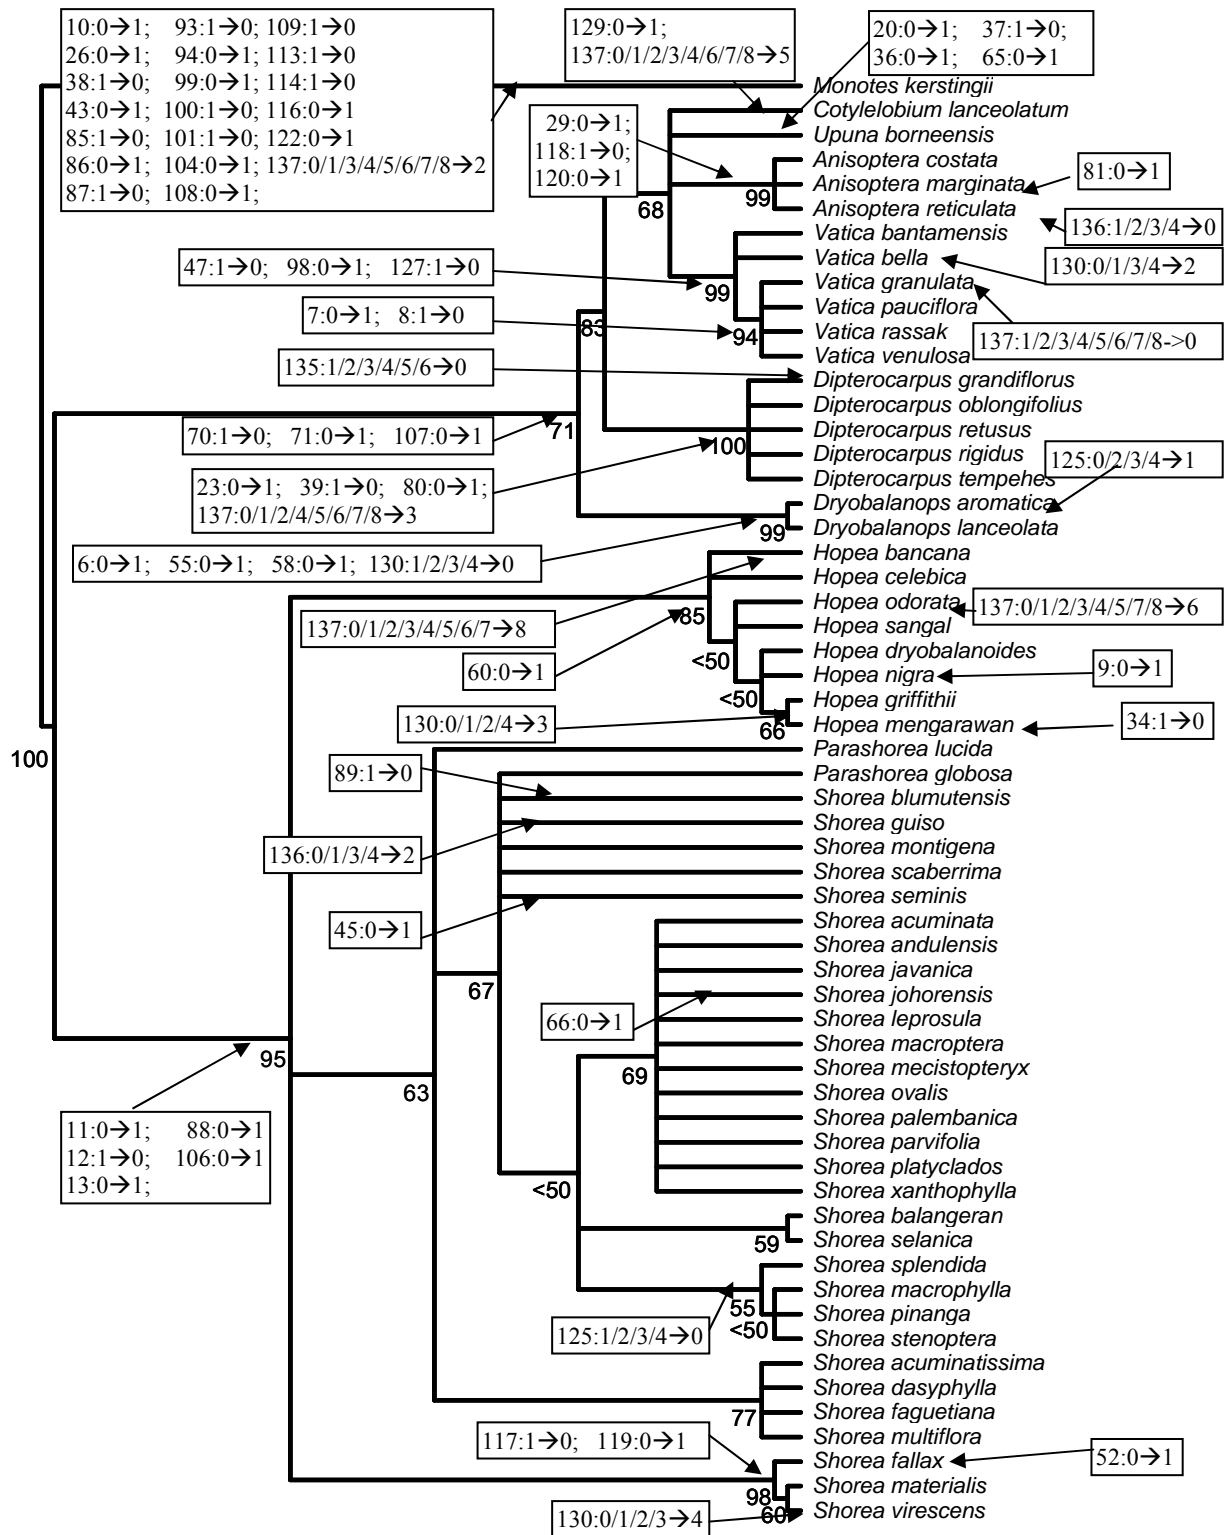 10:0→1; 93:1→0; 109:1→0
26:0→1; 94:0→1; 113:1→0
38:1→0; 99:0→1; 114:1→0
43:0→1; 100:1→0; 116:0→1
85:1→0; 101:1→0; 122:0→1
86:0→1; 104:0→1; 137:0/1/3/4/5/6/7/8→2
87:1→0; 108:0→1;
129:0→1;
137:0/1/2/3/4/6/7/8→5
20:0→1; 37:1→0;
36:0→1; 65:0→1
Monotes kerstingii
Cotylelobium lanceolatum
Upuna borneensis
29:0→1;
118:1→0;
120:0→1
Anisoptera costata
Anisoptera marginata
81:0→1
99
68
Anisoptera reticulata
136:1/2/3/4→0
Vatica bantamensis
Vatica bella
130:0/1/3/4→2
47:1→0; 98:0→1; 127:1→0
99
Vatica granulata
Vatica pauciflora
7:0→1; 8:1→0
83
94
Vatica rassak
137:1/2/3/4/5/6/7/8->0
Vatica venulosa
135:1/2/3/4/5/6→0
Dipterocarpus grandiflorus
Dipterocarpus oblongifolius
70:1→0; 71:0→1; 107:0→1
71
100
Dipterocarpus retusus
Dipterocarpus rigidus
125:0/2/3/4→1
Dipterocarpus tempehes
23:0→1; 39:1→0; 80:0→1;
137:0/1/2/4/5/6/7/8→3
Dryobalanops aromatica
99
Dryobalanops lanceolata
6:0→1; 55:0→1; 58:0→1; 130:1/2/3/4→0
Hopea bancana
Hopea celebica
Hopea odorata
137:0/1/2/3/4/5/7/8→6
85
137:0/1/2/3/4/5/6/7→8
Hopea sangal
<50
Hopea dryobalanoides
60:0→1
Hopea nigra
9:0→1
<50
Hopea griffithii
130:0/1/2/4→3
66
Hopea mengarawan
34:1→0
100
Parashorea lucida
89:1→0
Parashorea globosa
Shorea blumutensis
Shorea guiso
136:0/1/3/4→2
Shorea montigena
Shorea scaberrima
Shorea seminis
45:0→1
Shorea acuminata
Shorea andulensis
Shorea javanica
67
Shorea johorensis
66:0→1
Shorea leprosula
Shorea macroptera
95
69
Shorea mecistopteryx
63
Shorea ovalis
Shorea palembanica
11:0→1; 88:0→1
12:1→0; 106:0→1
13:0→1;
Shorea parvifolia
Shorea platyclados
<50
Shorea xanthophylla
Shorea balangeran
59
Shorea selanica
Shorea splendida
Shorea macrophylla
55
Shorea pinanga
<50
125:1/2/3/4→0
Shorea stenoptera
Shorea acuminatissima
Shorea dasyphylla
77
Shorea faguetiana
Shorea multiflora
117:1→0; 119:0→1
Shorea fallax
52:0→1
98
Shorea materialis
60
Shorea virescens
130:0/1/2/3→4